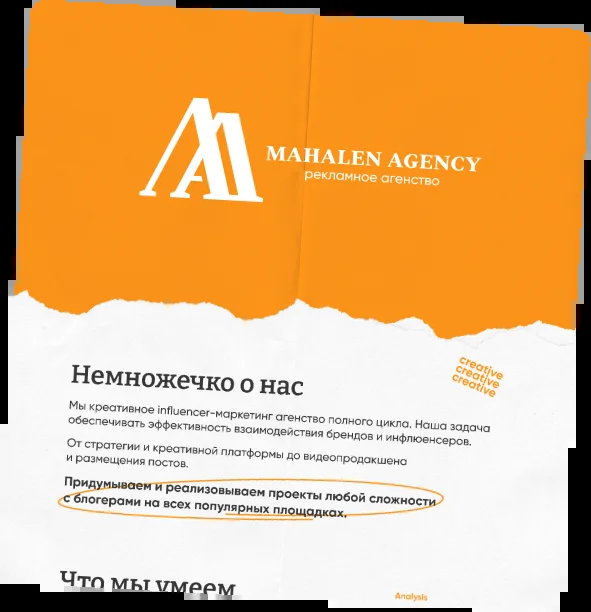 MAHALEN AGENCY
рекламное агенство
creative
creative
creative
Немножечко о нас
Мы креативное influencer-маркетинг агенство полного цикла. Наша задача
обеспечивать эффективность взаимодействия брендов и инфлюенсеров.
От стратегии и креативной платформы до видеопродакшена
и размещения постов.
Придумываем и реализовываем проекты любой сложности
с блогерами на всех популярных площадках.
Что мы умеем
Analysis